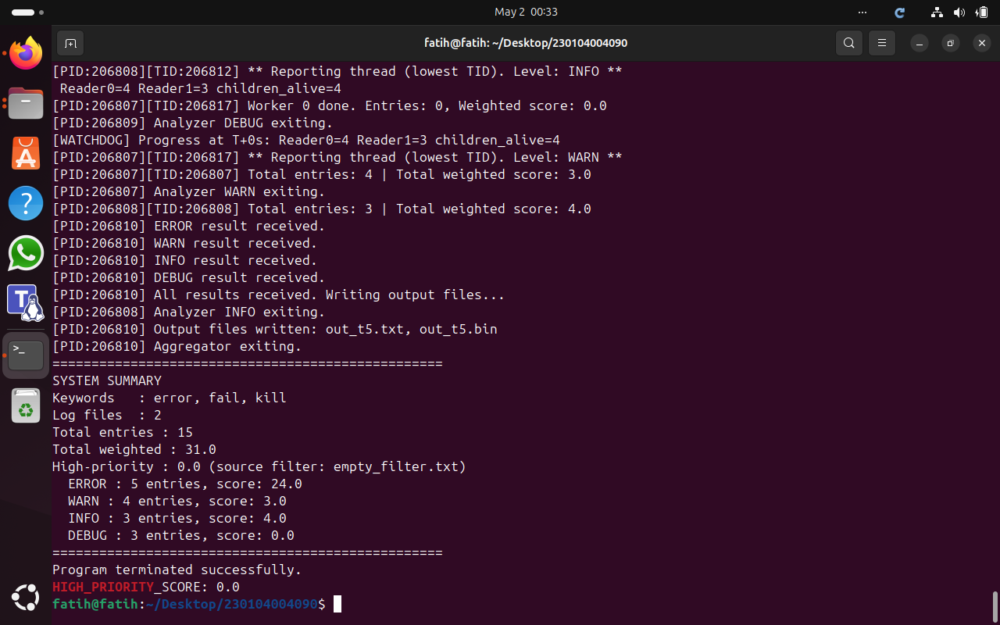 May 2  00:33
fatih@fatih: ~/Desktop/230104004090
[PID:206808][TID:206812] ** Reporting thread (lowest TID). Level: INFO **
 Reader0=4 Reader1=3 children_alive=4
[PID:206807][TID:206817] Worker 0 done. Entries: 0, Weighted score: 0.0
[PID:206809] Analyzer DEBUG exiting.
[WATCHDOG] Progress at T+0s: Reader0=4 Reader1=3 children_alive=4
[PID:206807][TID:206817] ** Reporting thread (lowest TID). Level: WARN **
[PID:206807][TID:206807] Total entries: 4 | Total weighted score: 3.0
[PID:206807] Analyzer WARN exiting.
[PID:206808][TID:206808] Total entries: 3 | Total weighted score: 4.0
[PID:206810] ERROR result received.
[PID:206810] WARN result received.
[PID:206810] INFO result received.
[PID:206810] DEBUG result received.
[PID:206810] All results received. Writing output files...
[PID:206808] Analyzer INFO exiting.
[PID:206810] Output files written: out_t5.txt, out_t5.bin
[PID:206810] Aggregator exiting.
==================================================
SYSTEM SUMMARY
Keywords   : error, fail, kill
Log files  : 2
Total entries : 15
Total weighted : 31.0
High-priority : 0.0 (source filter: empty_filter.txt)
  ERROR : 5 entries, score: 24.0
  WARN : 4 entries, score: 3.0
  INFO : 3 entries, score: 4.0
  DEBUG : 3 entries, score: 0.0
==================================================
Program terminated successfully.
HIGH_PRIORITY_SCORE: 0.0
fatih@fatih:~/Desktop/230104004090$